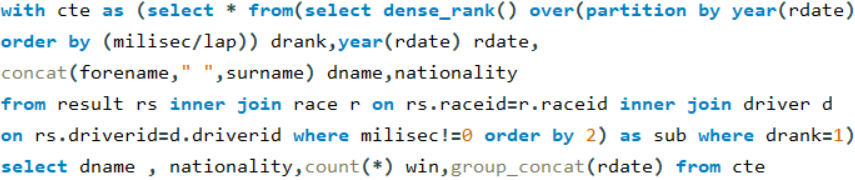 with cte as (select * from(select dense_rank() over(partition by year(rdate)
order by (milisec/lap)) drank,year(rdate) rdate,
concat(forename," ",surname) dname,nationality
from result rs inner join race r on rs.raceid=r.raceid inner join driver d
on rs.driverid=d.driverid where milisec!=0 order by 2) as sub where drank=1)
select dname , nationality,count(*) win,group_concat(rdate) from cte